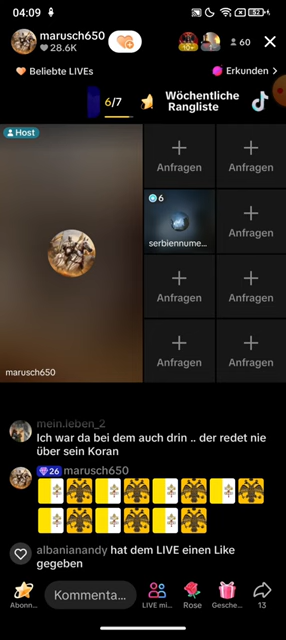 04:09
marusch650
28.6K
60
Beliebte LIVEs
Erkunden >
6/7
Wöchentliche
Rangliste
Host
Anfragen
Anfragen
6
serbiennume...
Anfragen
Anfragen
Anfragen
Anfragen
Anfragen
marusch650
mein.leben_2
Ich war da bei dem auch drin .. der redet nie
über sein Koran
26 marusch650
albanianandy hat dem LIVE einen Like
gegeben
Kommenta...
Abonn...
LIVE mi...
Rose
Gesche...
13